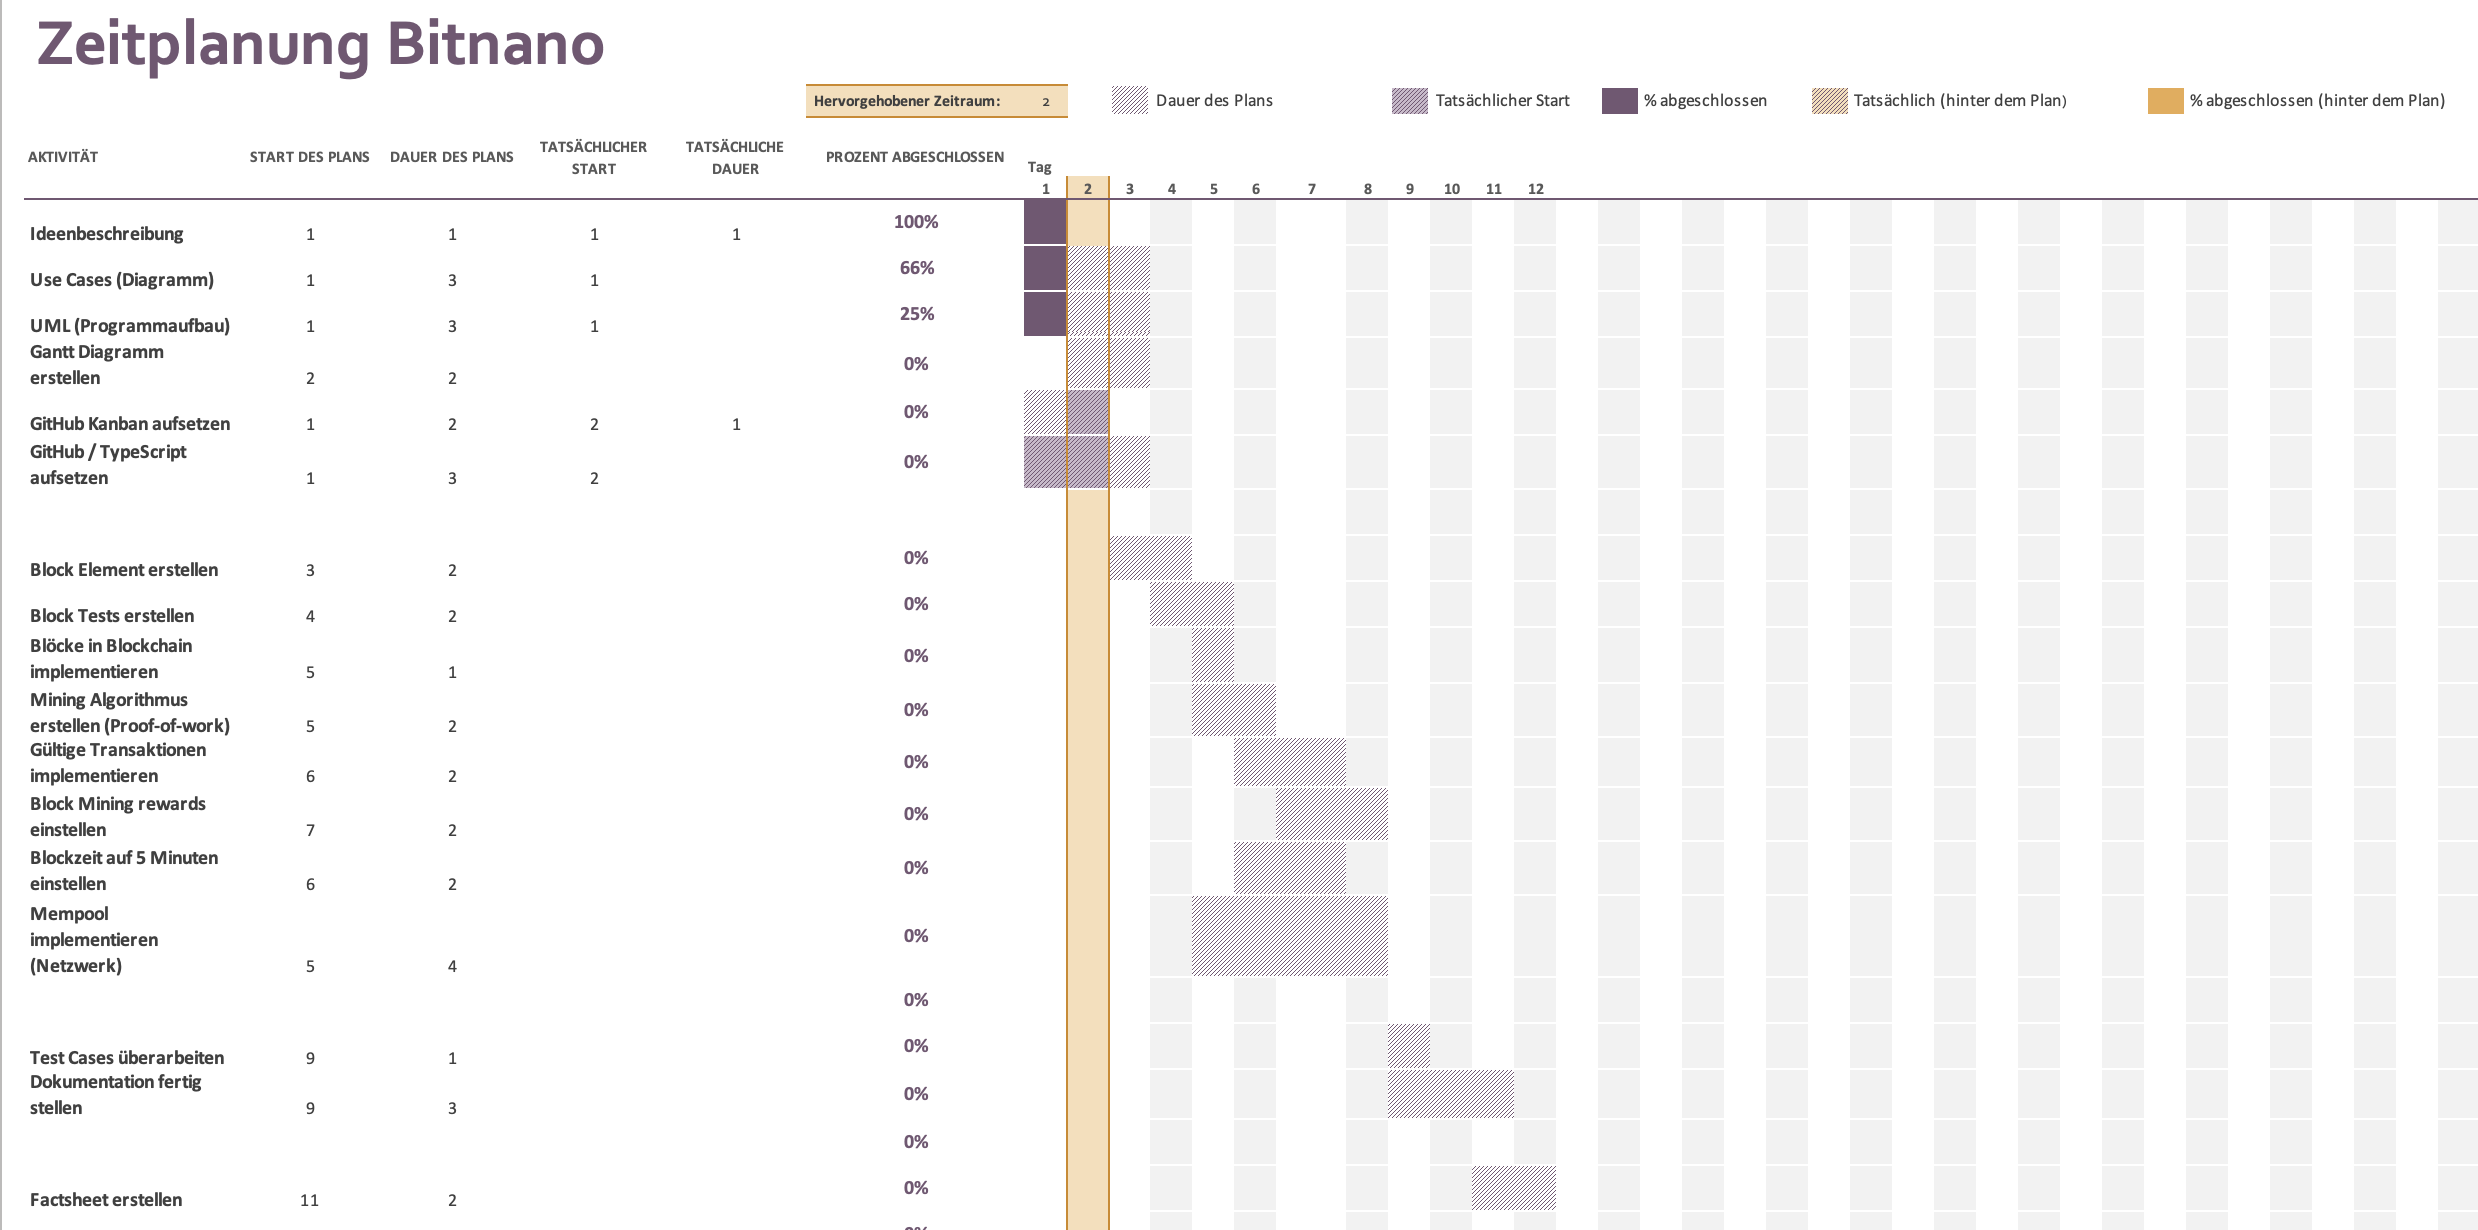 Zeitplanung Bitnano
Hervorgehobener Zeitraum: 2
Dauer des Plans
Tatsächlicher Start
% abgeschlossen
Tatsächlich (hinter dem Plan)
% abgeschlossen (hinter dem Plan)
AKTIVITÄT
START DES PLANS
DAUER DES PLANS
TATSÄCHLICHER
START
TATSÄCHLICHE
DAUER
PROZENT ABGESCHLOSSEN
Tag
1 2 3 4 5 6 7 8 9 10 11 12
100%
Ideenbeschreibung 1 1 1 1
66%
Use Cases (Diagramm) 1 3 1
25%
UML (Programmaufbau) 1 3 1
Gantt Diagramm
0%
erstellen 2 2
0%
GitHub Kanban aufsetzen 1 2 2 1
GitHub / TypeScript
0%
aufsetzen 1 3 2
0%
Block Element erstellen 3 2
0%
Block Tests erstellen 4 2
Blöcke in Blockchain
0%
implementieren 5 1
Mining Algorithmus
0%
erstellen (Proof-of-work) 5 2
Gültige Transaktionen
0%
implementieren 6 2
Block Mining rewards
0%
einstellen 7 2
Blockzeit auf 5 Minuten
0%
einstellen 6 2
Mempool
implementieren
0%
(Netzwerk) 5 4
0%
0%
Test Cases überarbeiten 9 1
Dokumentation fertig
0%
stellen 9 3
0%
0%
Factsheet erstellen 11 2